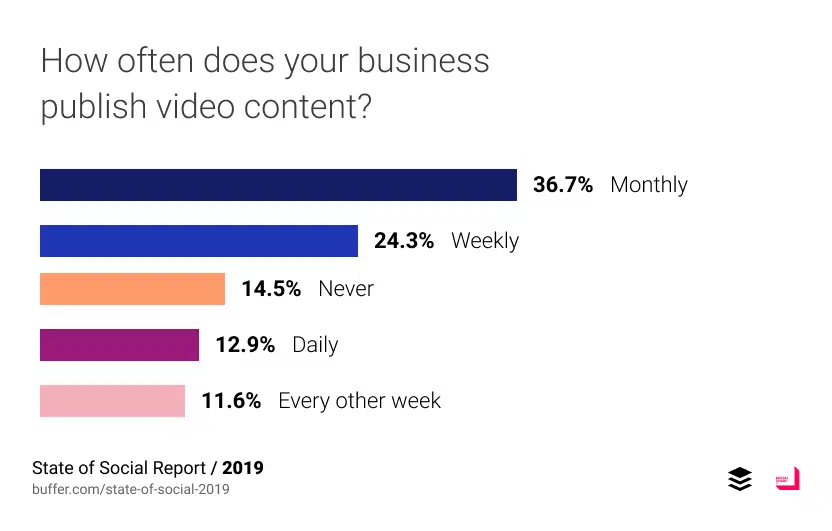 How often does your business
publish video content?
36.7% Monthly
24.3% Weekly
14.5% Never
12.9% Daily
11.6% Every other week
State of Social Report / 2019
buffer.com/state-of-social-2019